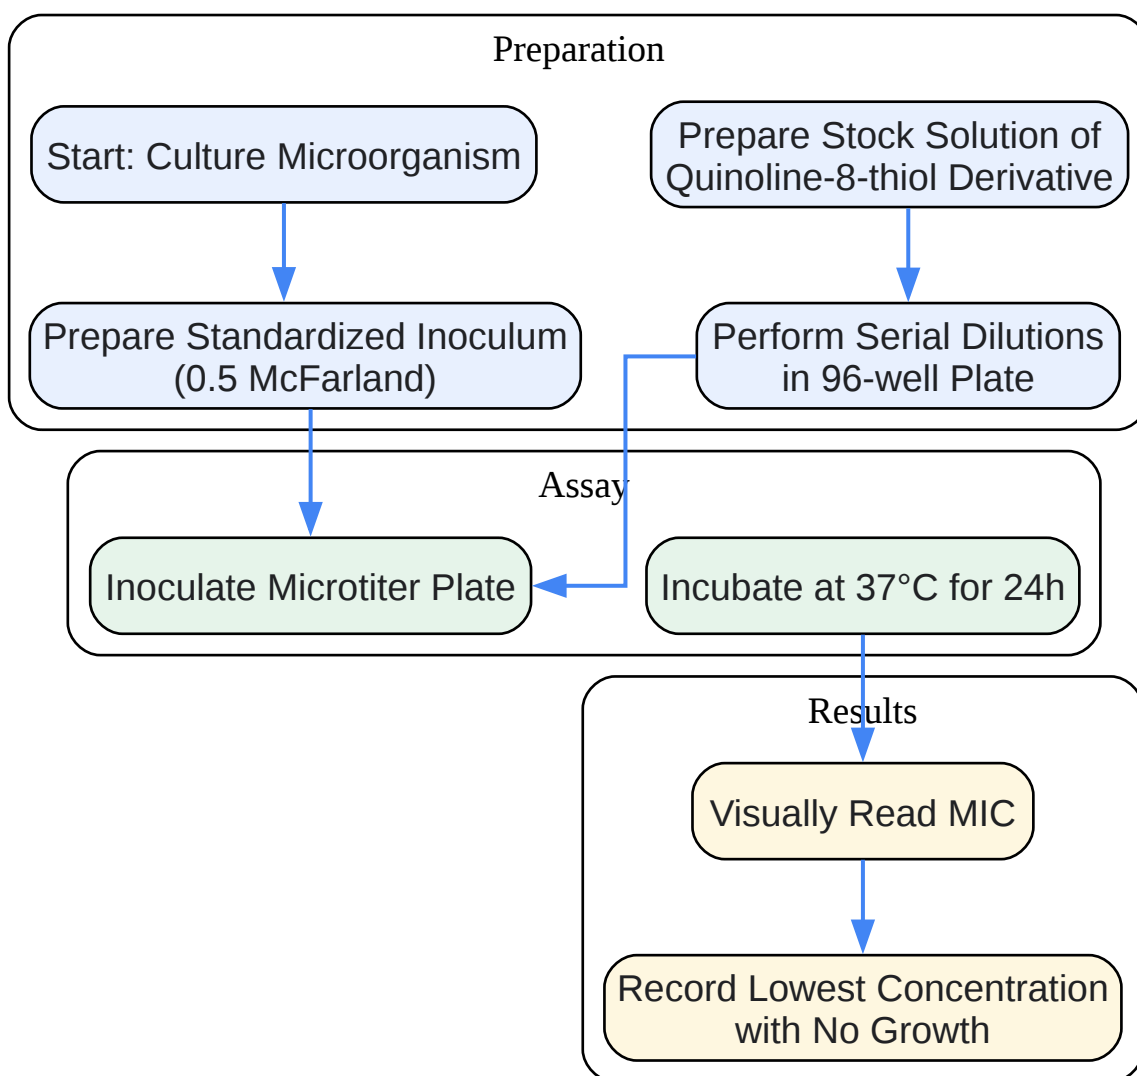 Preparation
Start: Culture Microorganism
Prepare Stock Solution of
Quinoline-8-thiol Derivative
Prepare Standardized Inoculum
(0.5 McFarland)
Perform Serial Dilutions
in 96-well Plate
Assay
Inoculate Microtiter Plate
Incubate at 37°C for 24h
Results
Visually Read MIC
Record Lowest Concentration
with No Growth